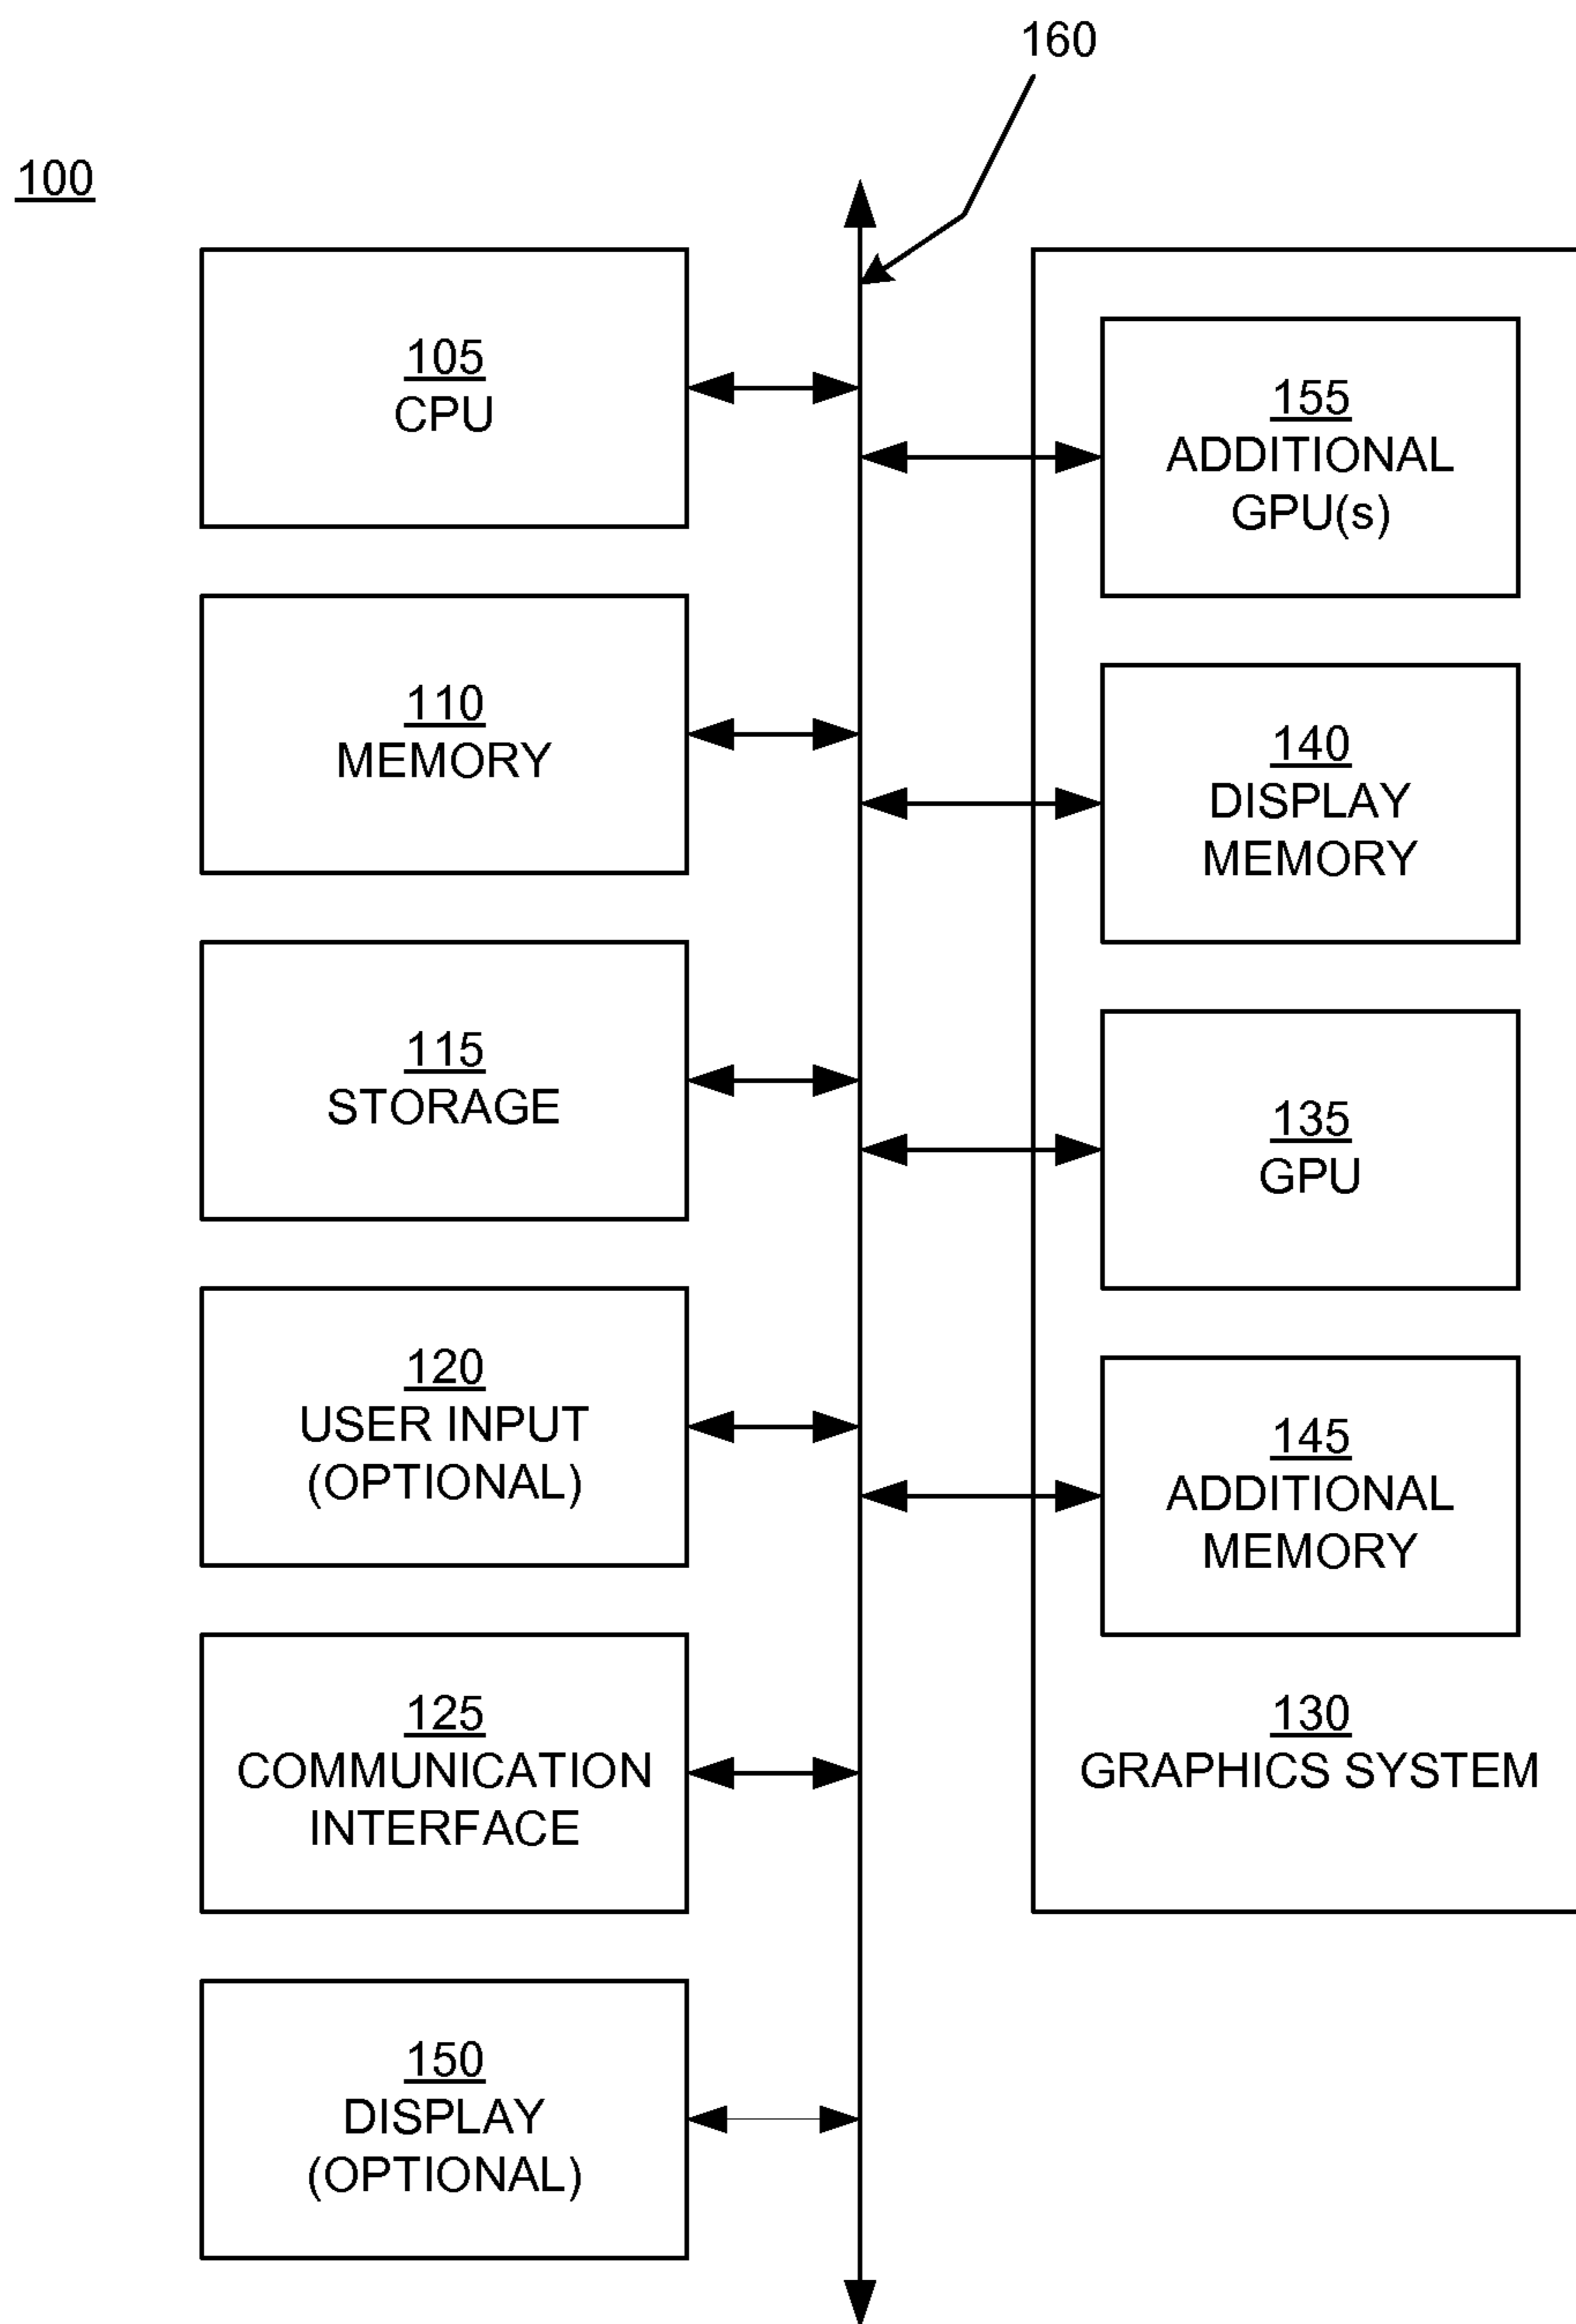 160
100
105
CPU
110
MEMORY
115
STORAGE
120
USER INPUT
(OPTIONAL)
125
COMMUNICATION
INTERFACE
150
DISPLAY
(OPTIONAL)
155
ADDITIONAL
GPU(s)
140
DISPLAY
MEMORY
135
GPU
145
ADDITIONAL
MEMORY
130
GRAPHICS SYSTEM